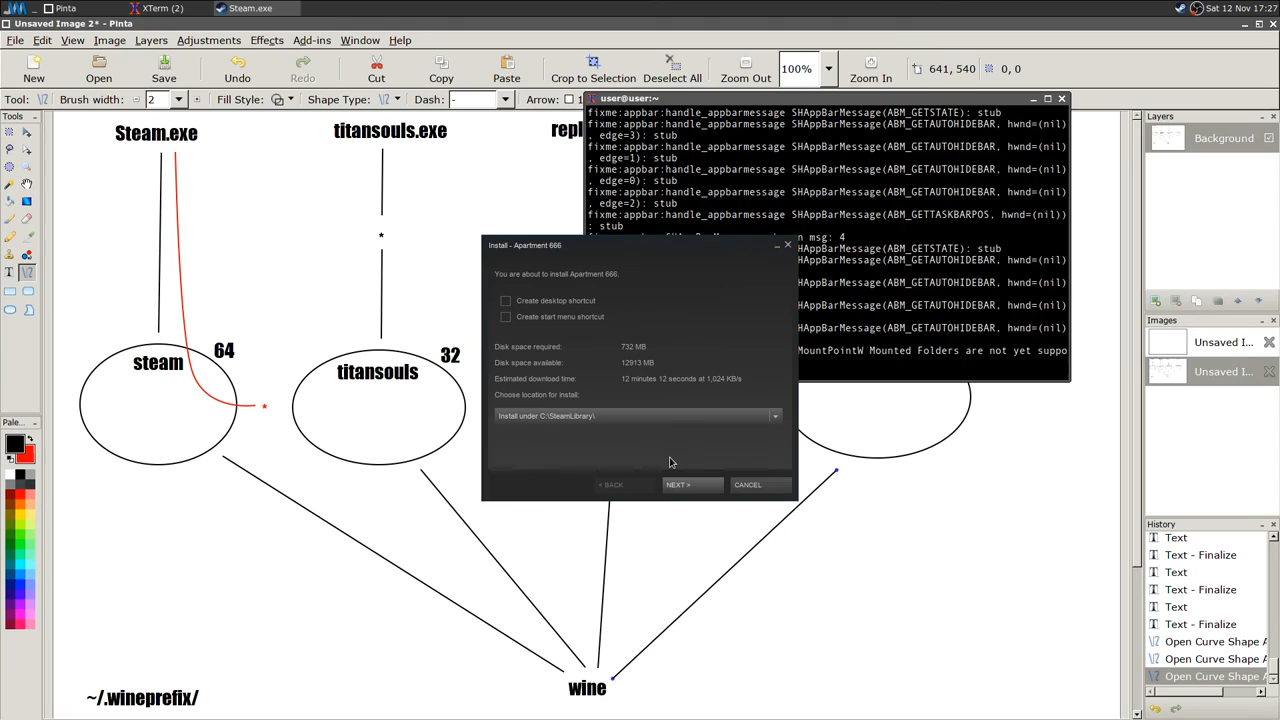 Pinta
XTerm (2)
Steam.exe
Sat 12 Nov 17:27
Unsaved Image 2* - Pinta
File Edit View Image Layers Adjustments Effects Add-ins Window Help
New Open Save Undo Redo Cut Copy Paste Crop to Selection Deselect All Zoom Out 100% Zoom In 641, 540 0, 0
Tool: Brush width: 2 Fill Style: Shape Type: Dash: - Arrow: 1
Tools
Pale...
Steam.exe
titansouls.exe
repl
*
steam
64
titansouls
32
*
wine
~/.wineprefix/
user@user:~
fixme:appbar:handle_appbarmessage SHAppBarMessage(ABM_GETSTATE): stub
fixme:appbar:handle_appbarmessage SHAppBarMessage(ABM_GETAUTOHIDEBAR, hwnd=(nil)
, edge=3): stub
fixme:appbar:handle_appbarmessage SHAppBarMessage(ABM_GETAUTOHIDEBAR, hwnd=(nil)
, edge=1): stub
fixme:appbar:handle_appbarmessage SHAppBarMessage(ABM_GETAUTOHIDEBAR, hwnd=(nil)
, edge=0): stub
fixme:appbar:handle_appbarmessage SHAppBarMessage(ABM_GETAUTOHIDEBAR, hwnd=(nil)
, edge=2): stub
fixme:appbar:handle_appbarmessage SHAppBarMessage(ABM_GETTASKBARPOS, hwnd=(nil))
: stub
n msg: 4
HAppBarMessage(ABM_GETSTATE): stub
HAppBarMessage(ABM_GETAUTOHIDEBAR, hwnd=(nil)
HAppBarMessage(ABM_GETAUTOHIDEBAR, hwnd=(nil)
HAppBarMessage(ABM_GETAUTOHIDEBAR, hwnd=(nil)
HAppBarMessage(ABM_GETAUTOHIDEBAR, hwnd=(nil)
MountPointW Mounted Folders are not yet suppo
Install - Apartment 666
You are about to install Apartment 666.
Create desktop shortcut
Create start menu shortcut
Disk space required: 732 MB
Disk space available: 12913 MB
Estimated download time: 12 minutes 12 seconds at 1,024 KB/s
Choose location for install:
Install under C:\SteamLibrary\
< BACK NEXT > CANCEL
Layers
Background
Images
Unsaved I...
Unsaved I...
History
Text
Text - Finalize
Text
Text - Finalize
Text
Text - Finalize
Open Curve Shape A
Open Curve Shape A
Open Curve Shape A